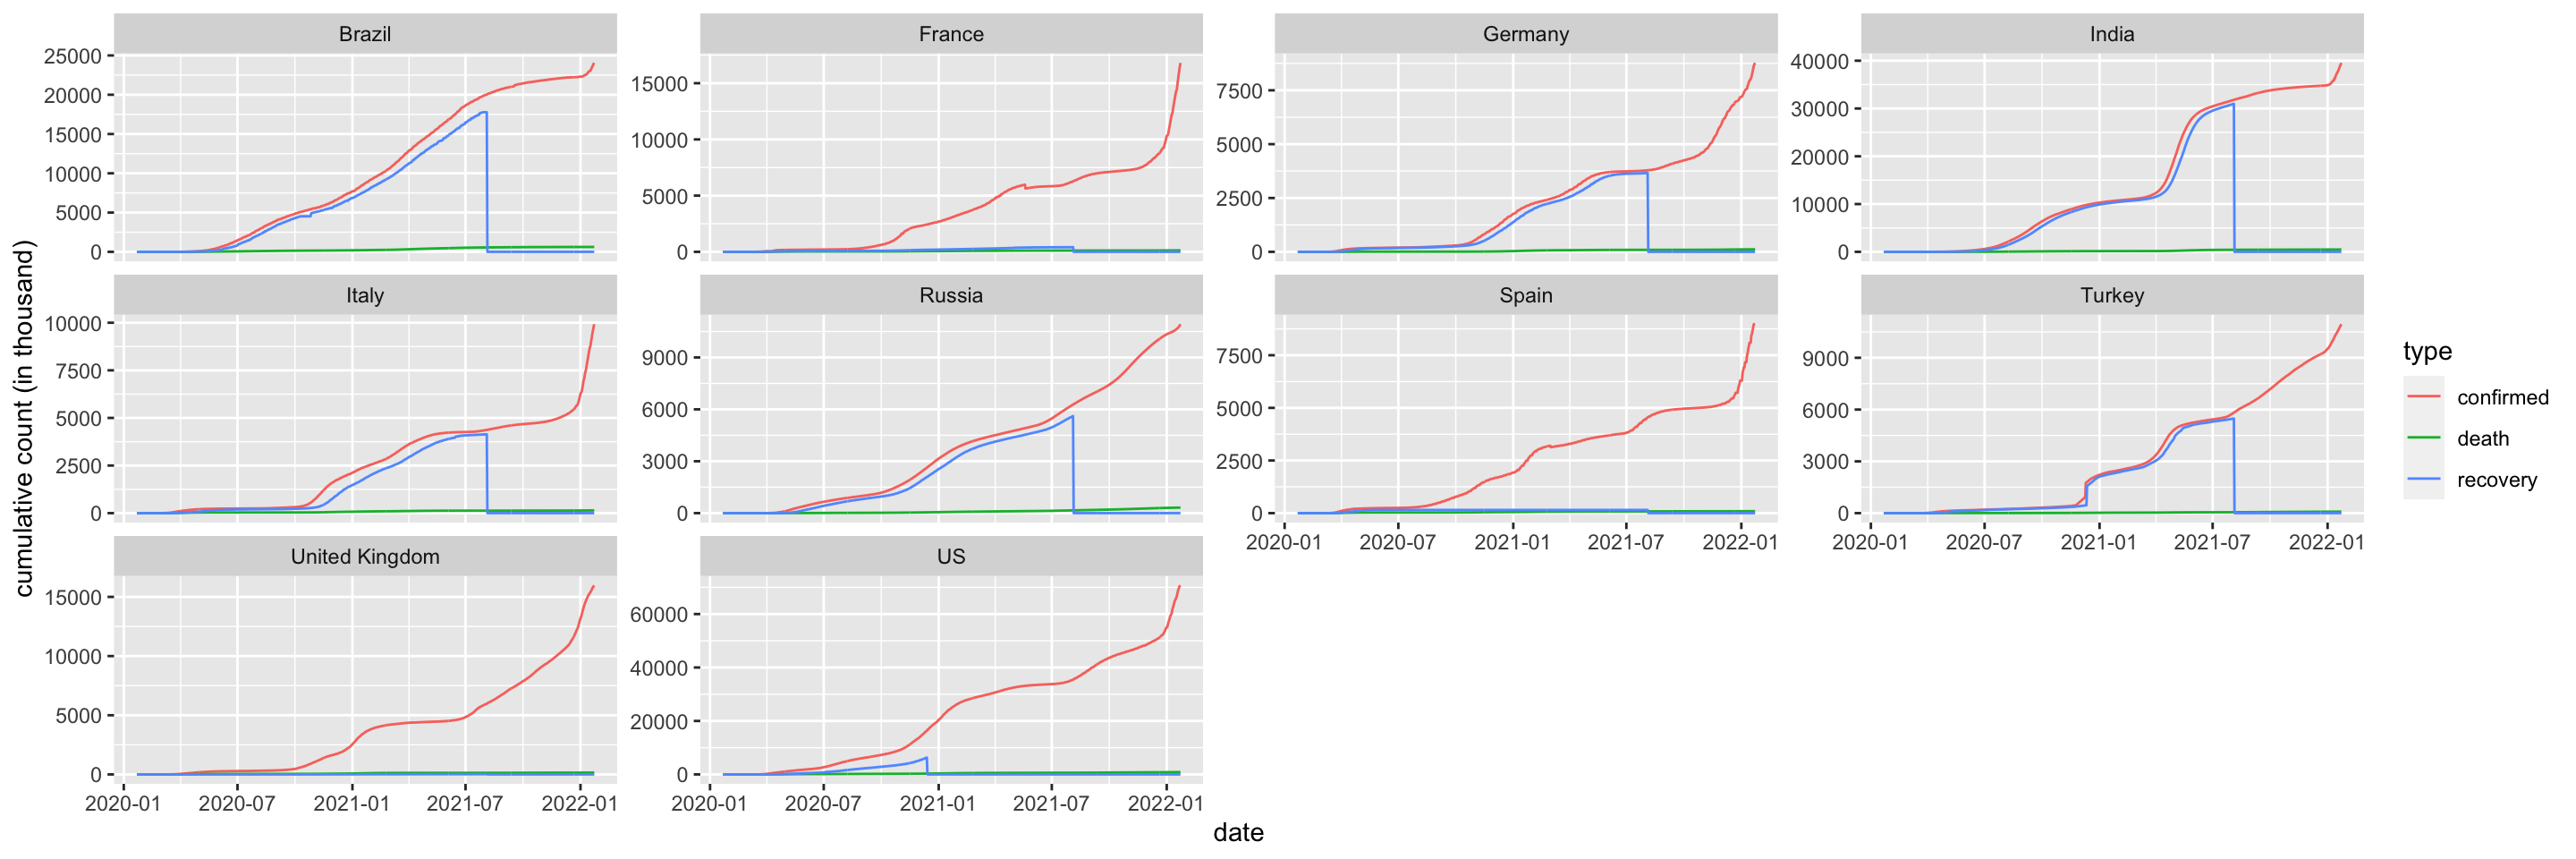 Brazil
France
Germany
India
25000
20000
15000
10000
5000
0
15000
10000
5000
0
7500
5000
2500
0
40000
30000
20000
10000
0
Italy
Russia
Spain
Turkey
10000
7500
5000
2500
0
9000
6000
3000
0
7500
5000
2500
0
9000
6000
3000
0
2020-01 2020-07 2021-01 2021-07 2022-01
2020-01 2020-07 2021-01 2021-07 2022-01
United Kingdom
US
15000
10000
5000
0
60000
40000
20000
0
2020-01 2020-07 2021-01 2021-07 2022-01
2020-01 2020-07 2021-01 2021-07 2022-01
date
cumulative count (in thousand)
type
confirmed
death
recovery